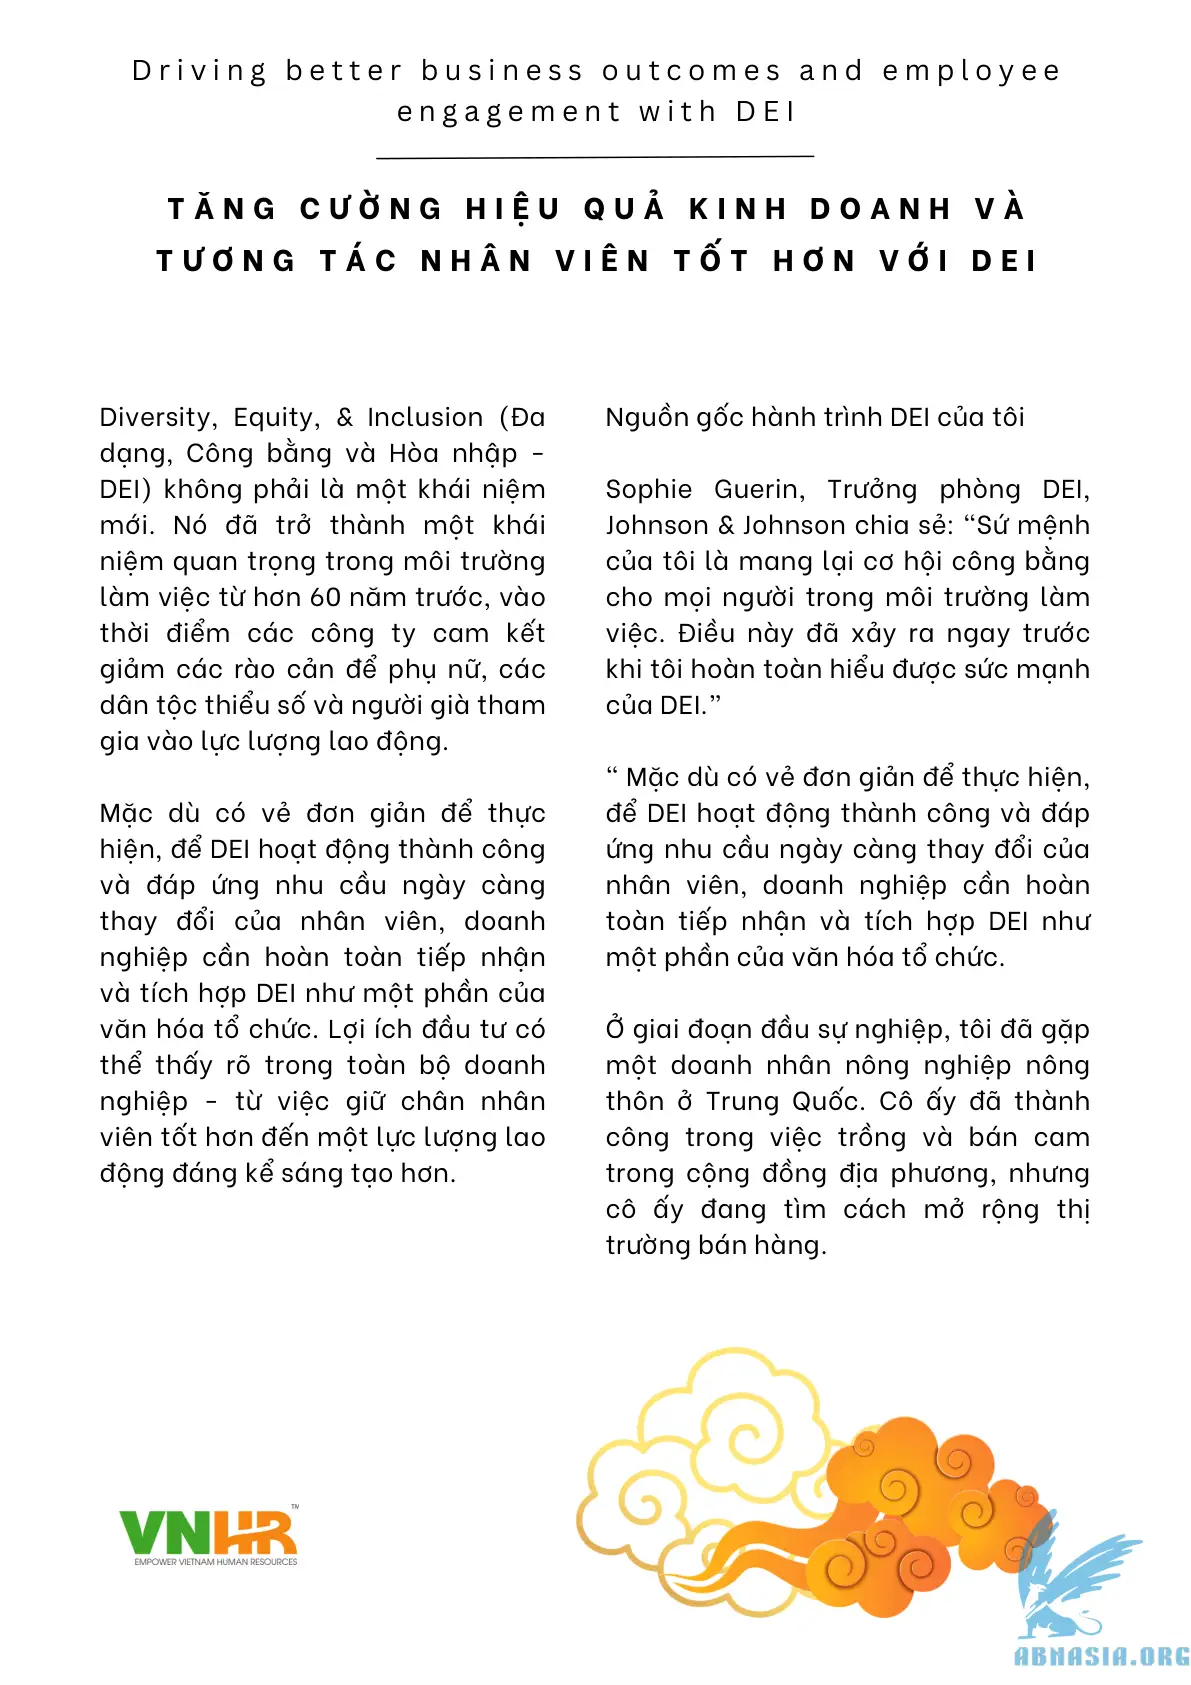 Driving better business outcomes and employee
engagement with DEI
TĂNG CƯỜNG HIỆU QUẢ KINH DOANH VÀ
TƯƠNG TÁC NHÂN VIÊN TỐT HƠN VỚI DEI
Diversity, Equity, & Inclusion (Đa
dạng, Công bằng và Hòa nhập -
DEI) không phải là một khái niệm
mới. Nó đã trở thành một khái
niệm quan trọng trong môi trường
làm việc từ hơn 60 năm trước, vào
thời điểm các công ty cam kết
giảm các rào cản để phụ nữ, các
dân tộc thiểu số và người già tham
gia vào lực lượng lao động.
Mặc dù có vẻ đơn giản để thực
hiện, để DEI hoạt động thành công
và đáp ứng nhu cầu ngày càng
thay đổi của nhân viên, doanh
nghiệp cần hoàn toàn tiếp nhận
và tích hợp DEI như một phần của
văn hóa tổ chức. Lợi ích đầu tư có
thể thấy rõ trong toàn bộ doanh
nghiệp - từ việc giữ chân nhân
viên tốt hơn đến một lực lượng lao
động đáng kể sáng tạo hơn.
Nguồn gốc hành trình DEI của tôi
Sophie Guerin, Trưởng phòng DEI,
Johnson & Johnson chia sẻ: “Sứ mệnh
của tôi là mang lại cơ hội công bằng
cho mọi người trong môi trường làm
việc. Điều này đã xảy ra ngay trước
khi tôi hoàn toàn hiểu được sức mạnh
của DEI.”
“ Mặc dù có vẻ đơn giản để thực hiện,
để DEI hoạt động thành công và đáp
ứng nhu cầu ngày càng thay đổi của
nhân viên, doanh nghiệp cần hoàn
toàn tiếp nhận và tích hợp DEI như
một phần của văn hóa tổ chức.
Ở giai đoạn đầu sự nghiệp, tôi đã gặp
một doanh nhân nông nghiệp nông
thôn ở Trung Quốc. Cô ấy đã thành
công trong việc trồng và bán cam
trong cộng đồng địa phương, nhưng
cô ấy đang tìm cách mở rộng thị
trường bán hàng.
VNHR™
EMPOWER VIETNAM HUMAN RESOURCES
ABNASIA.ORG